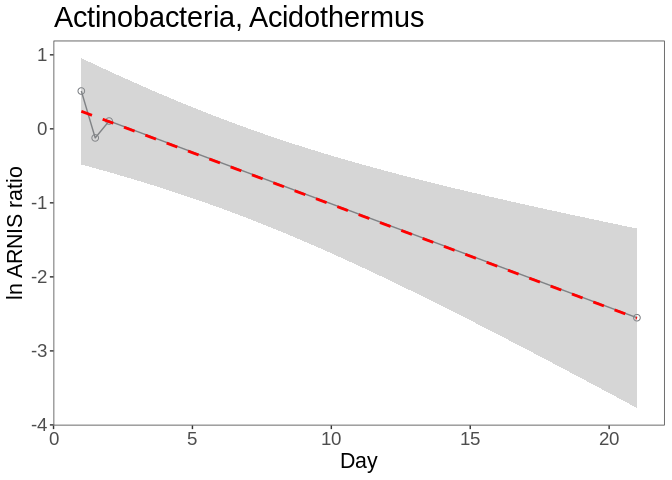 Actinobacteria, Acidothermus
ln ARNIS ratio
1
0
-1
-2
-3
-4
0 5 10 15 20
Day